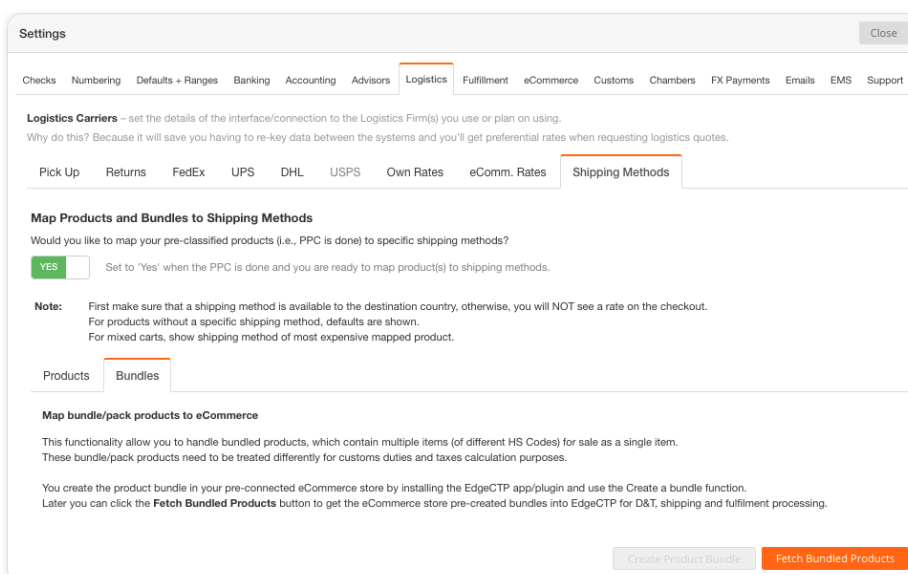 Settings
Close
Checks Numbering Defaults + Ranges Banking Accounting Advisors Logistics Fulfillment eCommerce Customs Chambers FX Payments Emails EMS Support
Logistics Carriers – set the details of the interface/connection to the Logistics Firm(s) you use or plan on using.
Why do this? Because it will save you having to re-key data between the systems and you'll get preferential rates when requesting logistics quotes.
Pick Up Returns FedEx UPS DHL USPS Own Rates eComm. Rates Shipping Methods
Map Products and Bundles to Shipping Methods
Would you like to map your pre-classified products (i.e., PPC is done) to specific shipping methods?
YES Set to 'Yes' when the PPC is done and you are ready to map product(s) to shipping methods.
Note: First make sure that a shipping method is available to the destination country, otherwise, you will NOT see a rate on the checkout.
For products without a specific shipping method, defaults are shown.
For mixed carts, show shipping method of most expensive mapped product.
Products Bundles
Map bundle/pack products to eCommerce
This functionality allow you to handle bundled products, which contain multiple items (of different HS Codes) for sale as a single item.
These bundle/pack products need to be treated differently for customs duties and taxes calculation purposes.
You create the product bundle in your pre-connected eCommerce store by installing the EdgeCTP app/plugin and use the Create a bundle function.
Later you can click the Fetch Bundled Products button to get the eCommerce store pre-created bundles into EdgeCTP for D&T, shipping and fulfilment processing.
Create Product Bundle Fetch Bundled Products